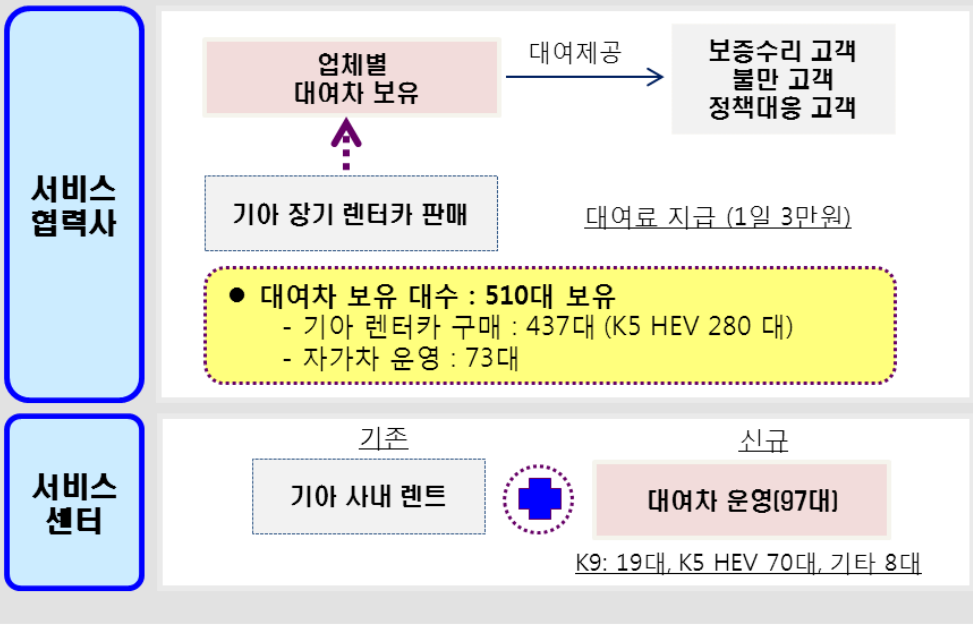 서비스
협력사
업체별
대여차 보유
대여제공
보증수리 고객
불만 고객
정책대응 고객
기아 장기 렌터카 판매
대여료 지급 (1일 3만원)
● 대여차 보유 대수 : 510대 보유
- 기아 렌터카 구매 : 437대 (K5 HEV 280 대)
- 자가차 운영 : 73대
서비스
센터
기존
기아 사내 렌트
신규
대여차 운영(97대)
K9: 19대, K5 HEV 70대, 기타 8대